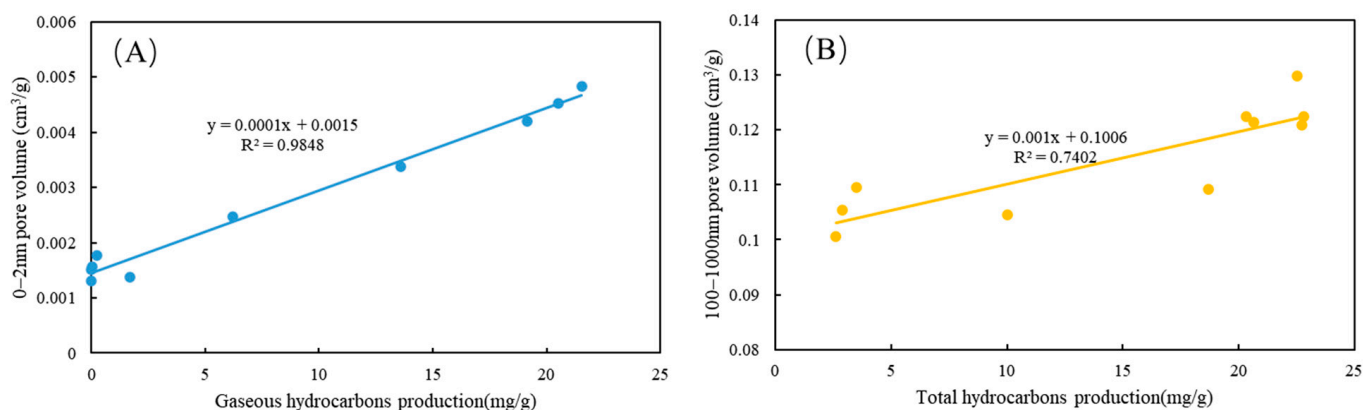 (A)
0−2nm pore volume (cm³/g)
0.006
0.005
0.004
0.003
0.002
0.001
0
y = 0.0001x + 0.0015
R² = 0.9848
0 5 10 15 20 25
Gaseous hydrocarbons production(mg/g)
(B)
100−1000nm pore volume (cm³/g)
0.14
0.13
0.12
0.11
0.1
0.09
0.08
y = 0.001x + 0.1006
R² = 0.7402
0 5 10 15 20 25
Total hydrocarbons production(mg/g)